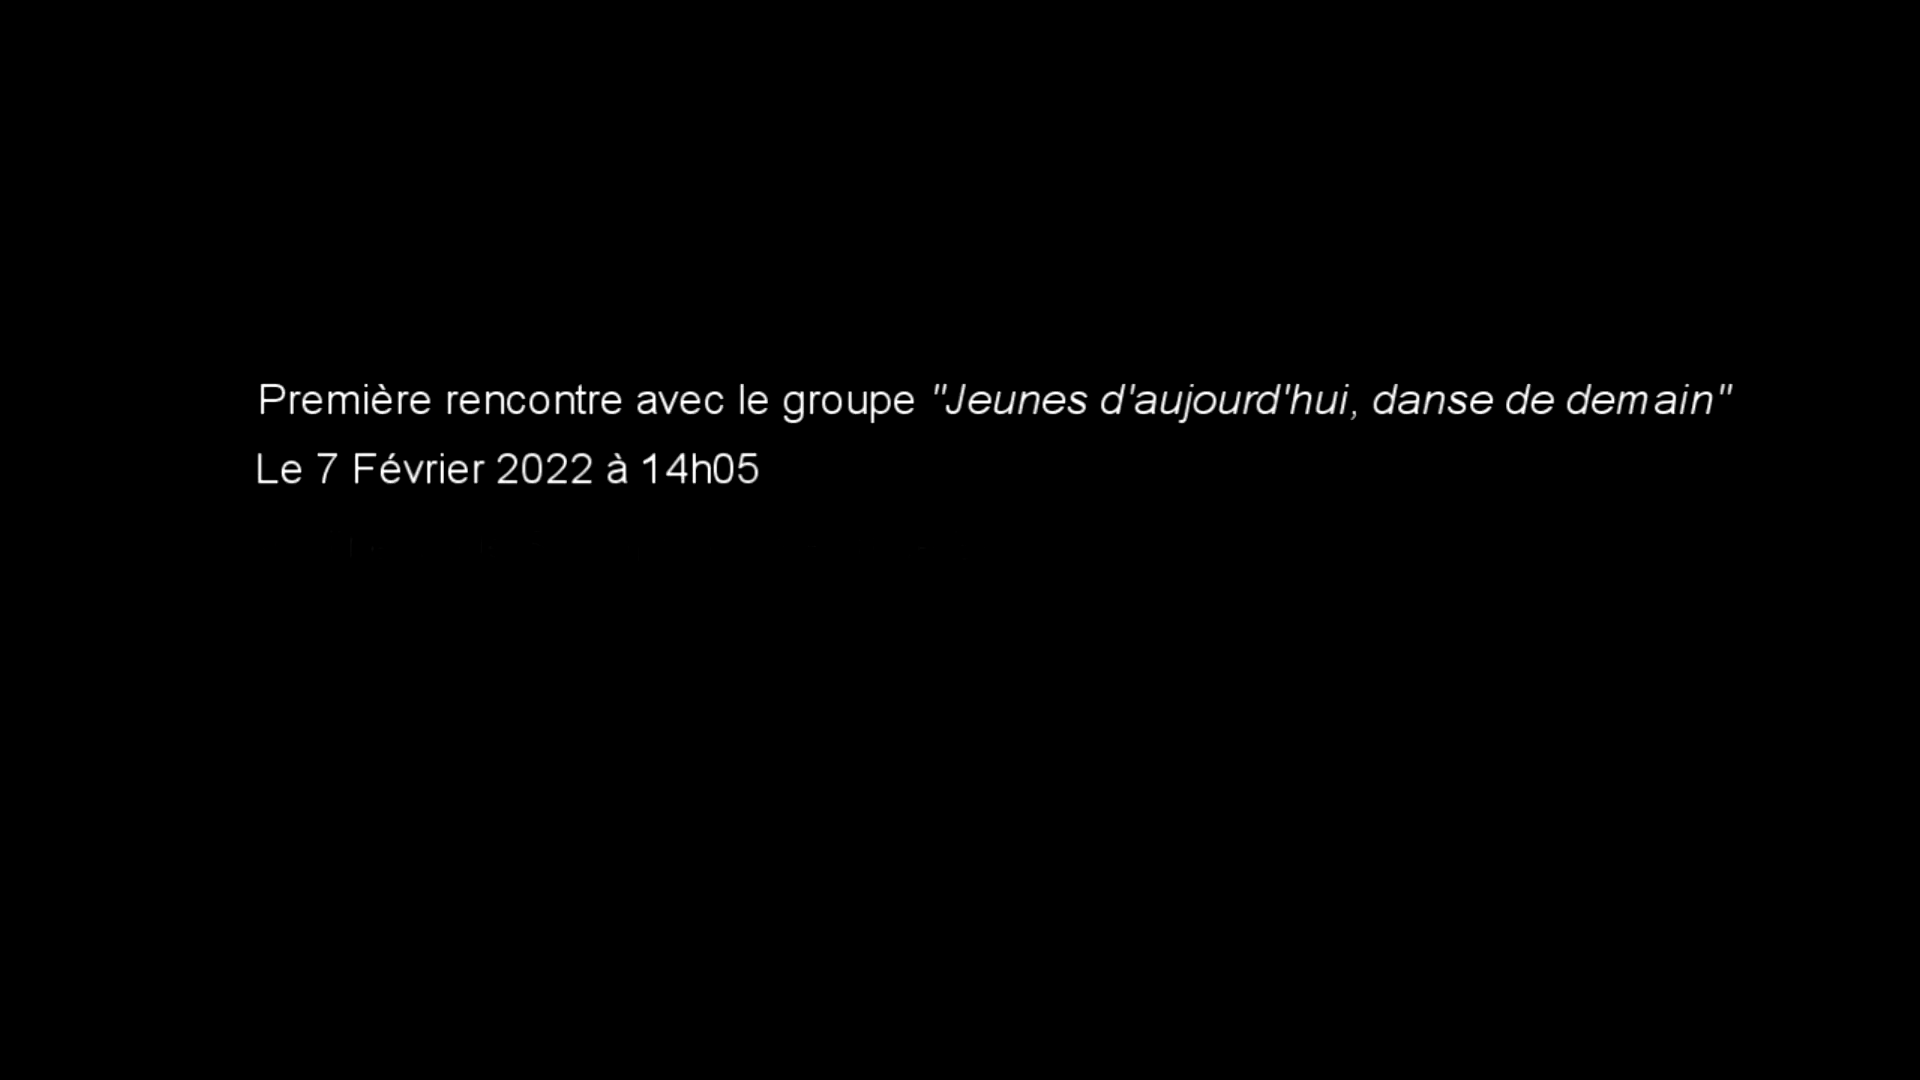 Première rencontre avec le groupe "Jeunes d'aujourd'hui, danse de demain"
Le 7 Février 2022 à 14h05